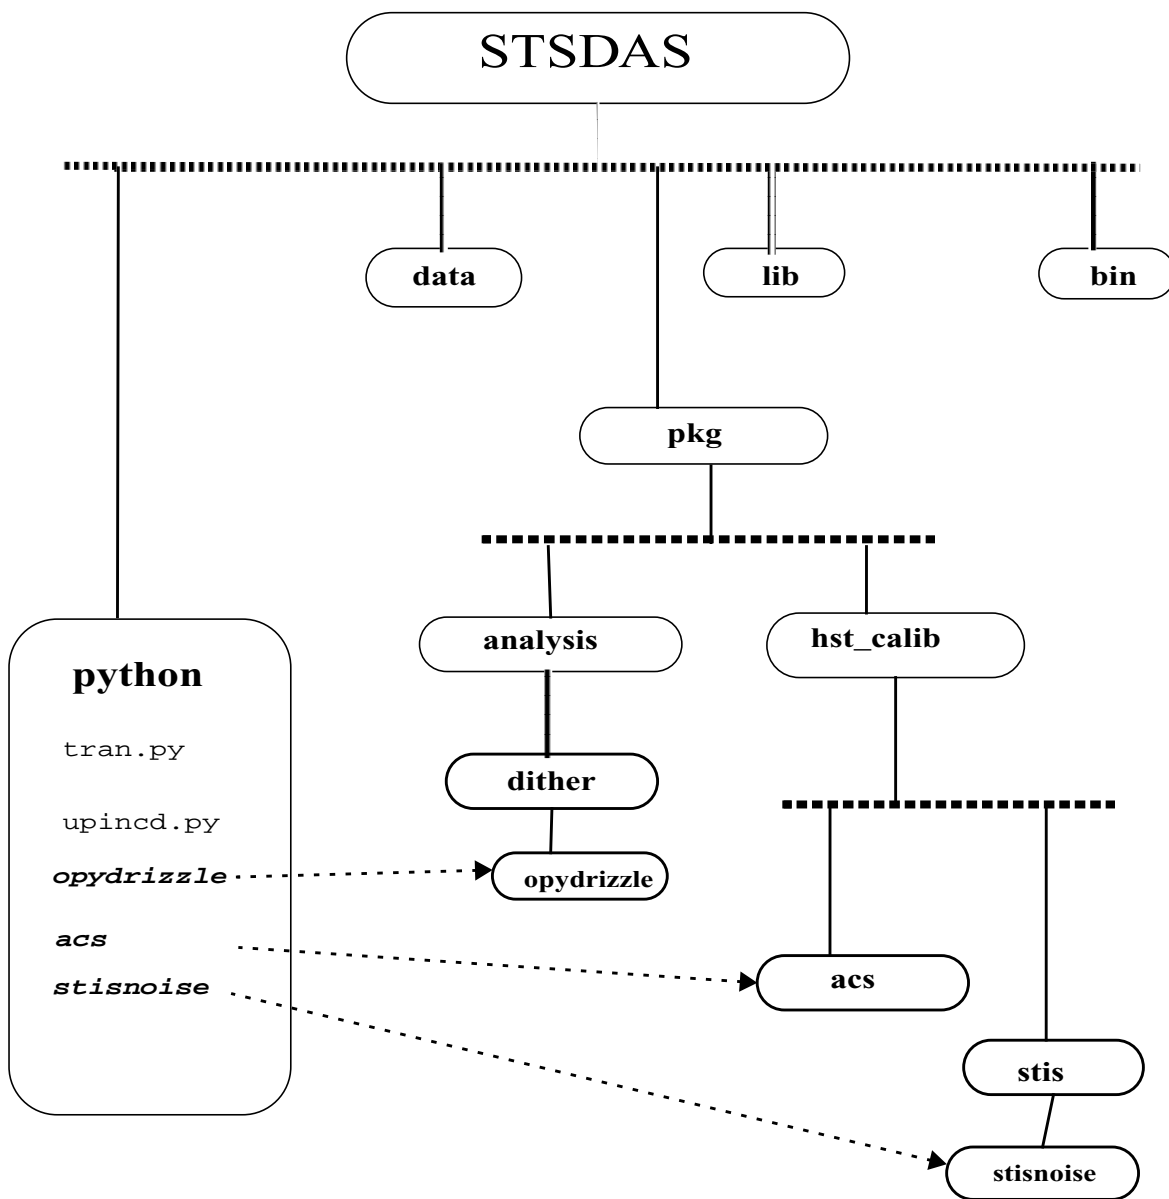 STSDAS
data
lib
bin
pkg
analysis
hst_calib
python
tran.py
upincd.py
opydrizzle
acs
stisnoise
dither
opydrizzle
acs
stis
stisnoise